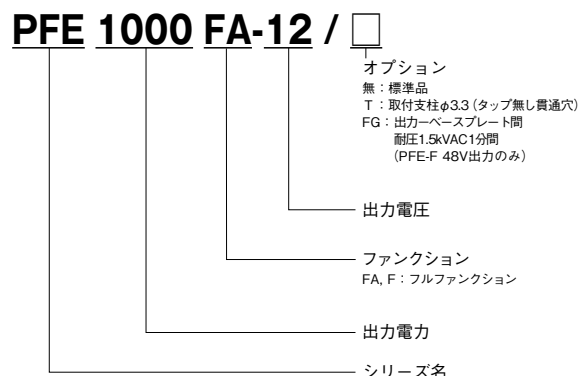 PFE 1000 FA-12 / □
オプション
無：標準品
T：取付支柱φ3.3（タップ無し貫通穴）
FG：出力ーベースプレート間
耐圧1.5kVAC1分間
（PFE-F 48V出力のみ）
出力電圧
ファンクション
FA, F：フルファンクション
出力電力
シリーズ名